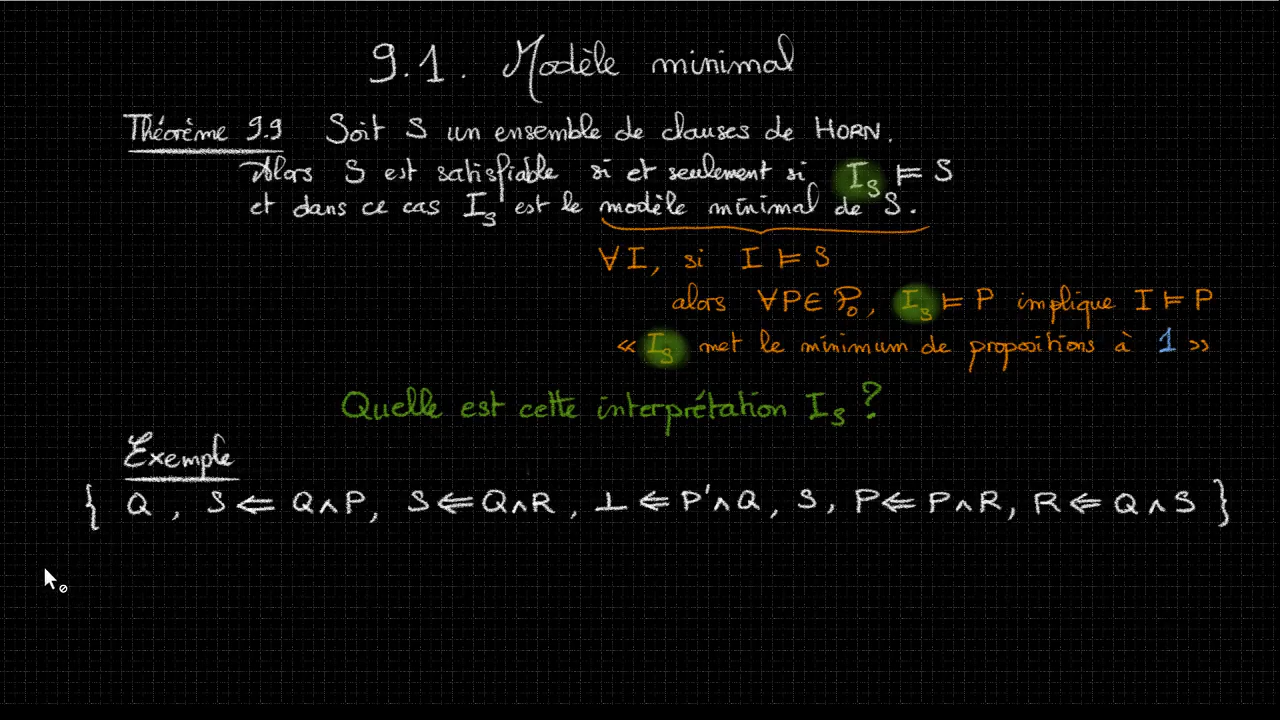 9.1. Modèle minimal
Théorème 9.9 Soit S un ensemble de clauses de HORN.
Alors S est satisfiable si et seulement si I_S ⊨ S
et dans ce cas I_S est le modèle minimal de S.
∀I, si I ⊨ S
alors ∀P ∈ 𝒫₀, I_S ⊨ P implique I ⊨ P
« I_S met le minimum de propositions à 1 »
Quelle est cette interprétation I_S ?
Exemple
{ Q, S ⇐ Q∧P, S ⇐ Q∧R, ⊥ ⇐ P'∧Q, S, P ⇐ P∧R, R ⇐ Q∧S }